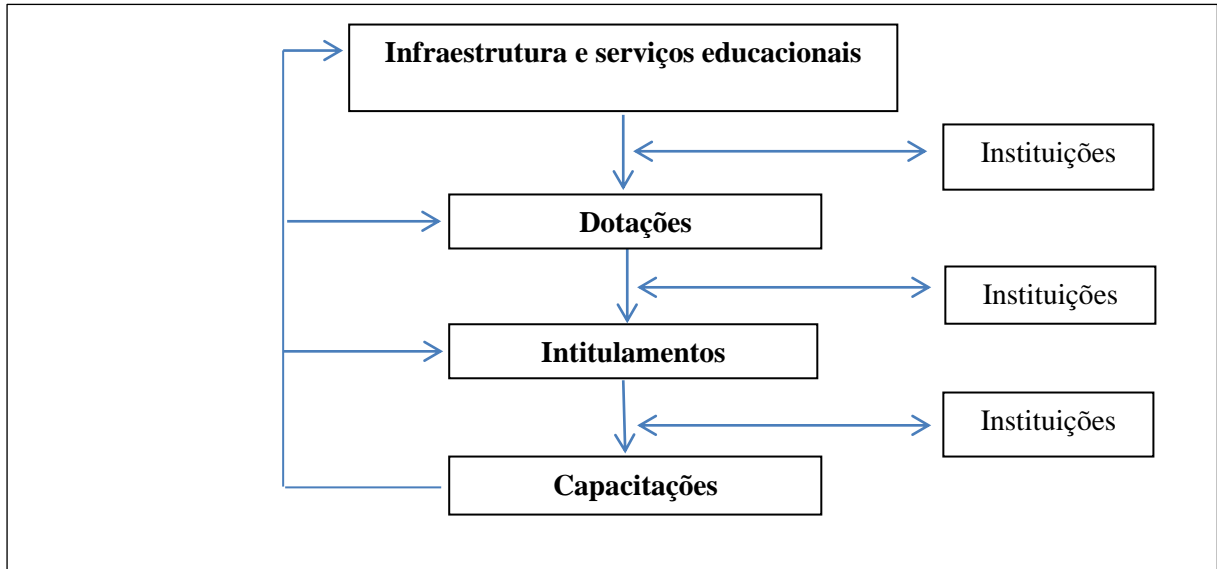 Infraestrutura e serviços educacionais
Instituições
Dotações
Instituições
Intitulamentos
Instituições
Capacitações